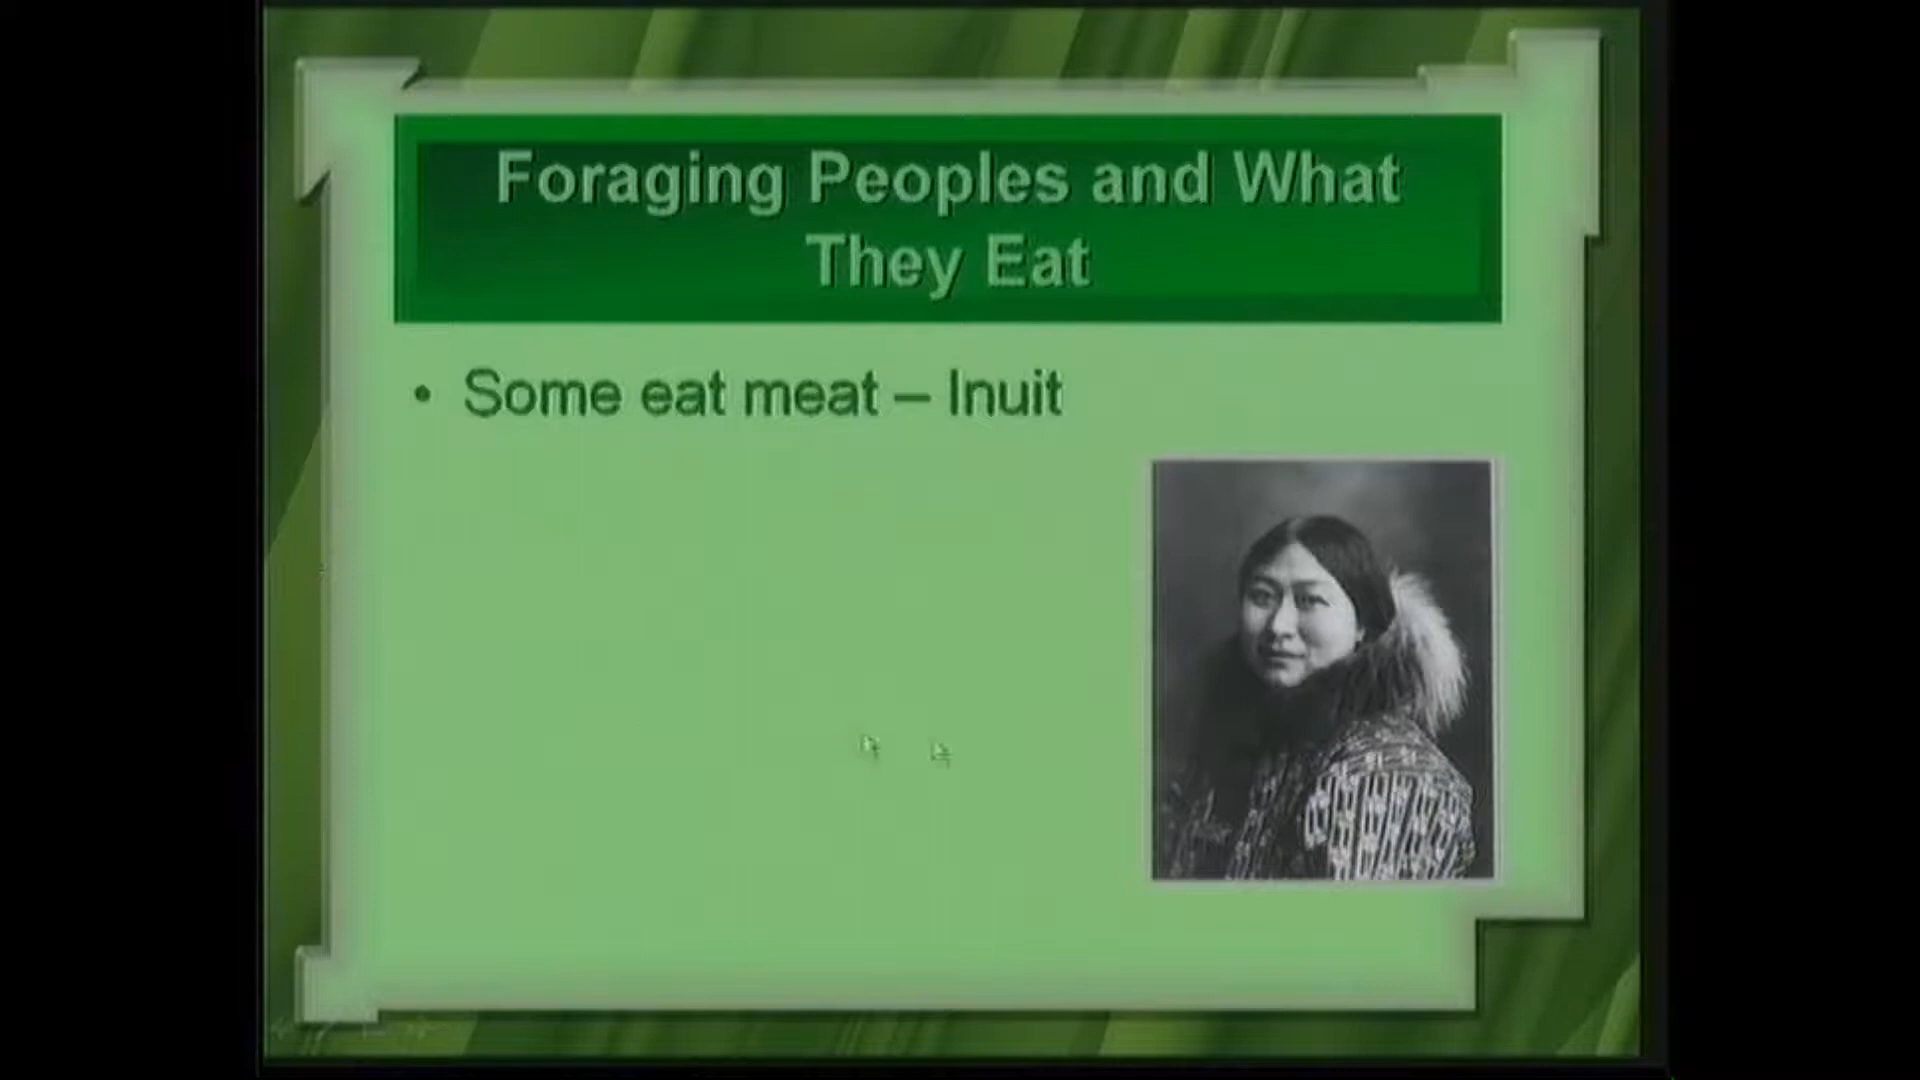 Foraging Peoples and What
They Eat
• Some eat meat – Inuit